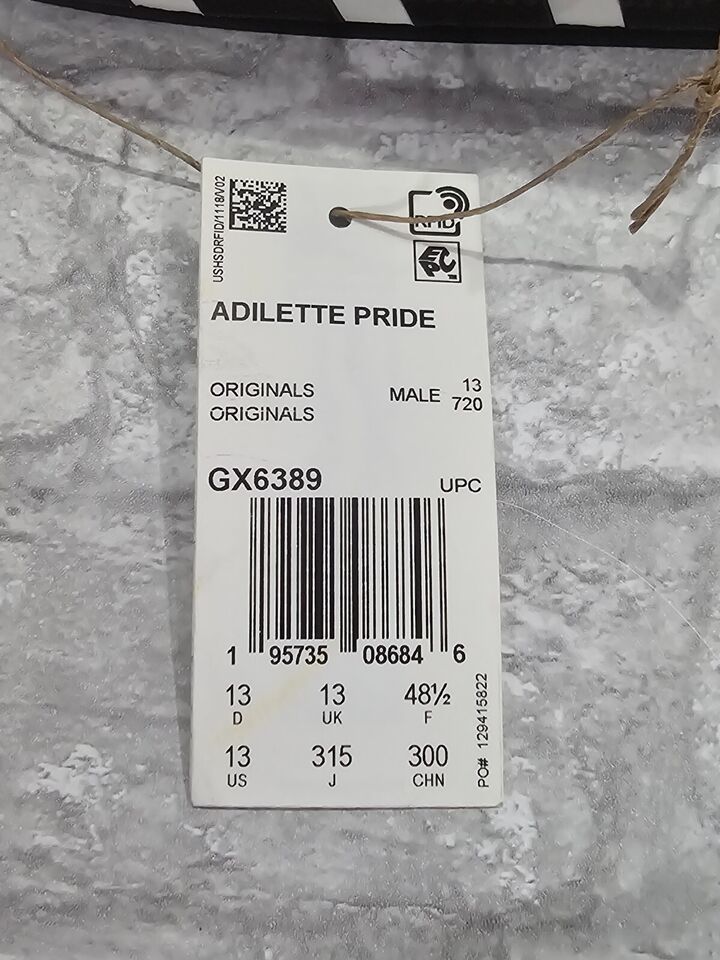 USHSDRFID/1118/V02
RFID
EPC
ADILETTE PRIDE
ORIGINALS
ORIGINALS
MALE 13
720
GX6389
UPC
1 95735 08684 6
13 13 48½
D UK F
13 315 300
US J CHN
PO# 129415822